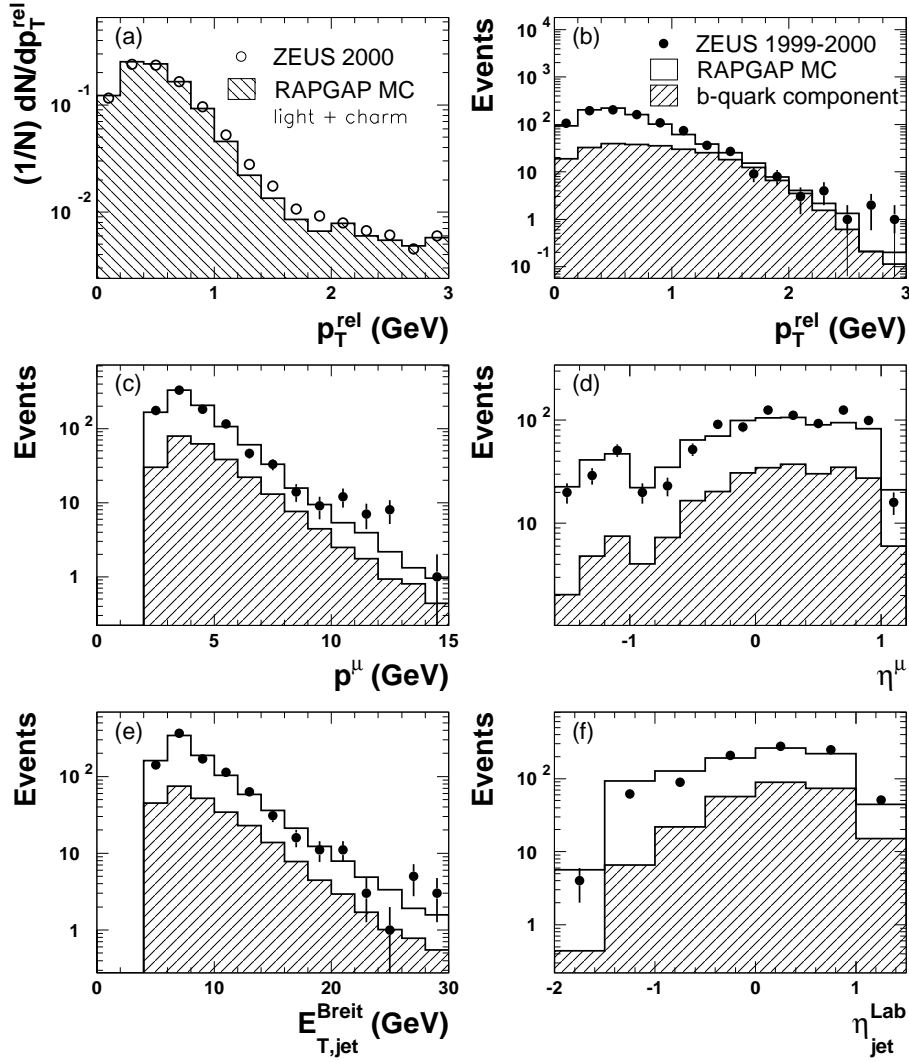 (a)
ZEUS 2000
RAPGAP MC
light + charm
(1/N) dN/dp_T^rel
10^-1
10^-2
0 1 2 3
p_T^rel (GeV)
(b)
ZEUS 1999-2000
RAPGAP MC
b-quark component
Events
10^4
10^3
10^2
10
1
10^-1
0 1 2 3
p_T^rel (GeV)
(c)
Events
10^2
10
1
0 5 10 15
p^μ (GeV)
(d)
Events
10^2
10
-1 0 1
η^μ
(e)
Events
10^2
10
1
0 10 20 30
E_T,jet^Breit (GeV)
(f)
Events
10^2
10
1
-2 -1 0 1
η_jet^Lab